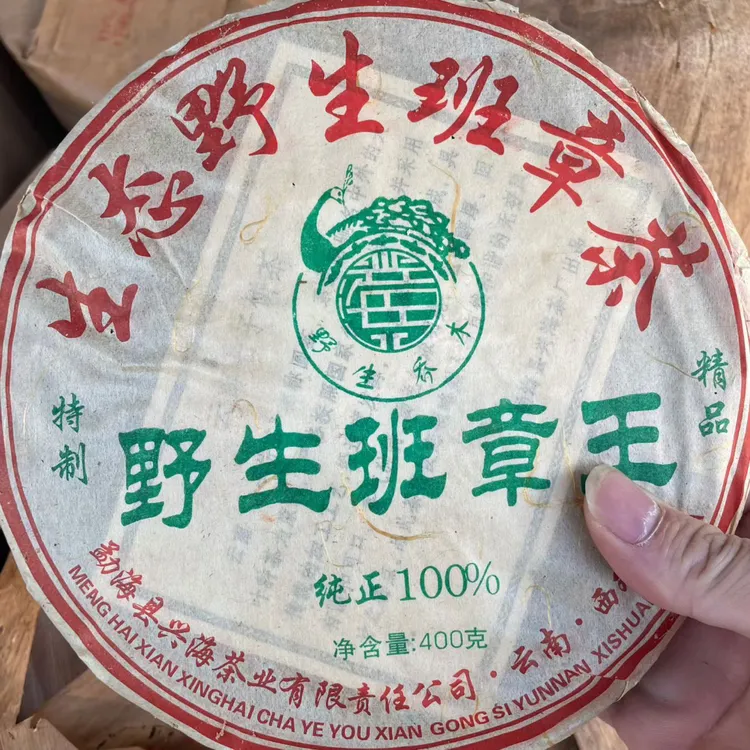 生态野生班章茶
野生乔木
特制
精品
野生班章王
纯正100%
净含量:400克
勐海县兴海茶业有限责任公司·云南·西
MENG HAI XIAN XINGHAI CHA YE YOU XIAN GONG SI YUNNAN XISHUA